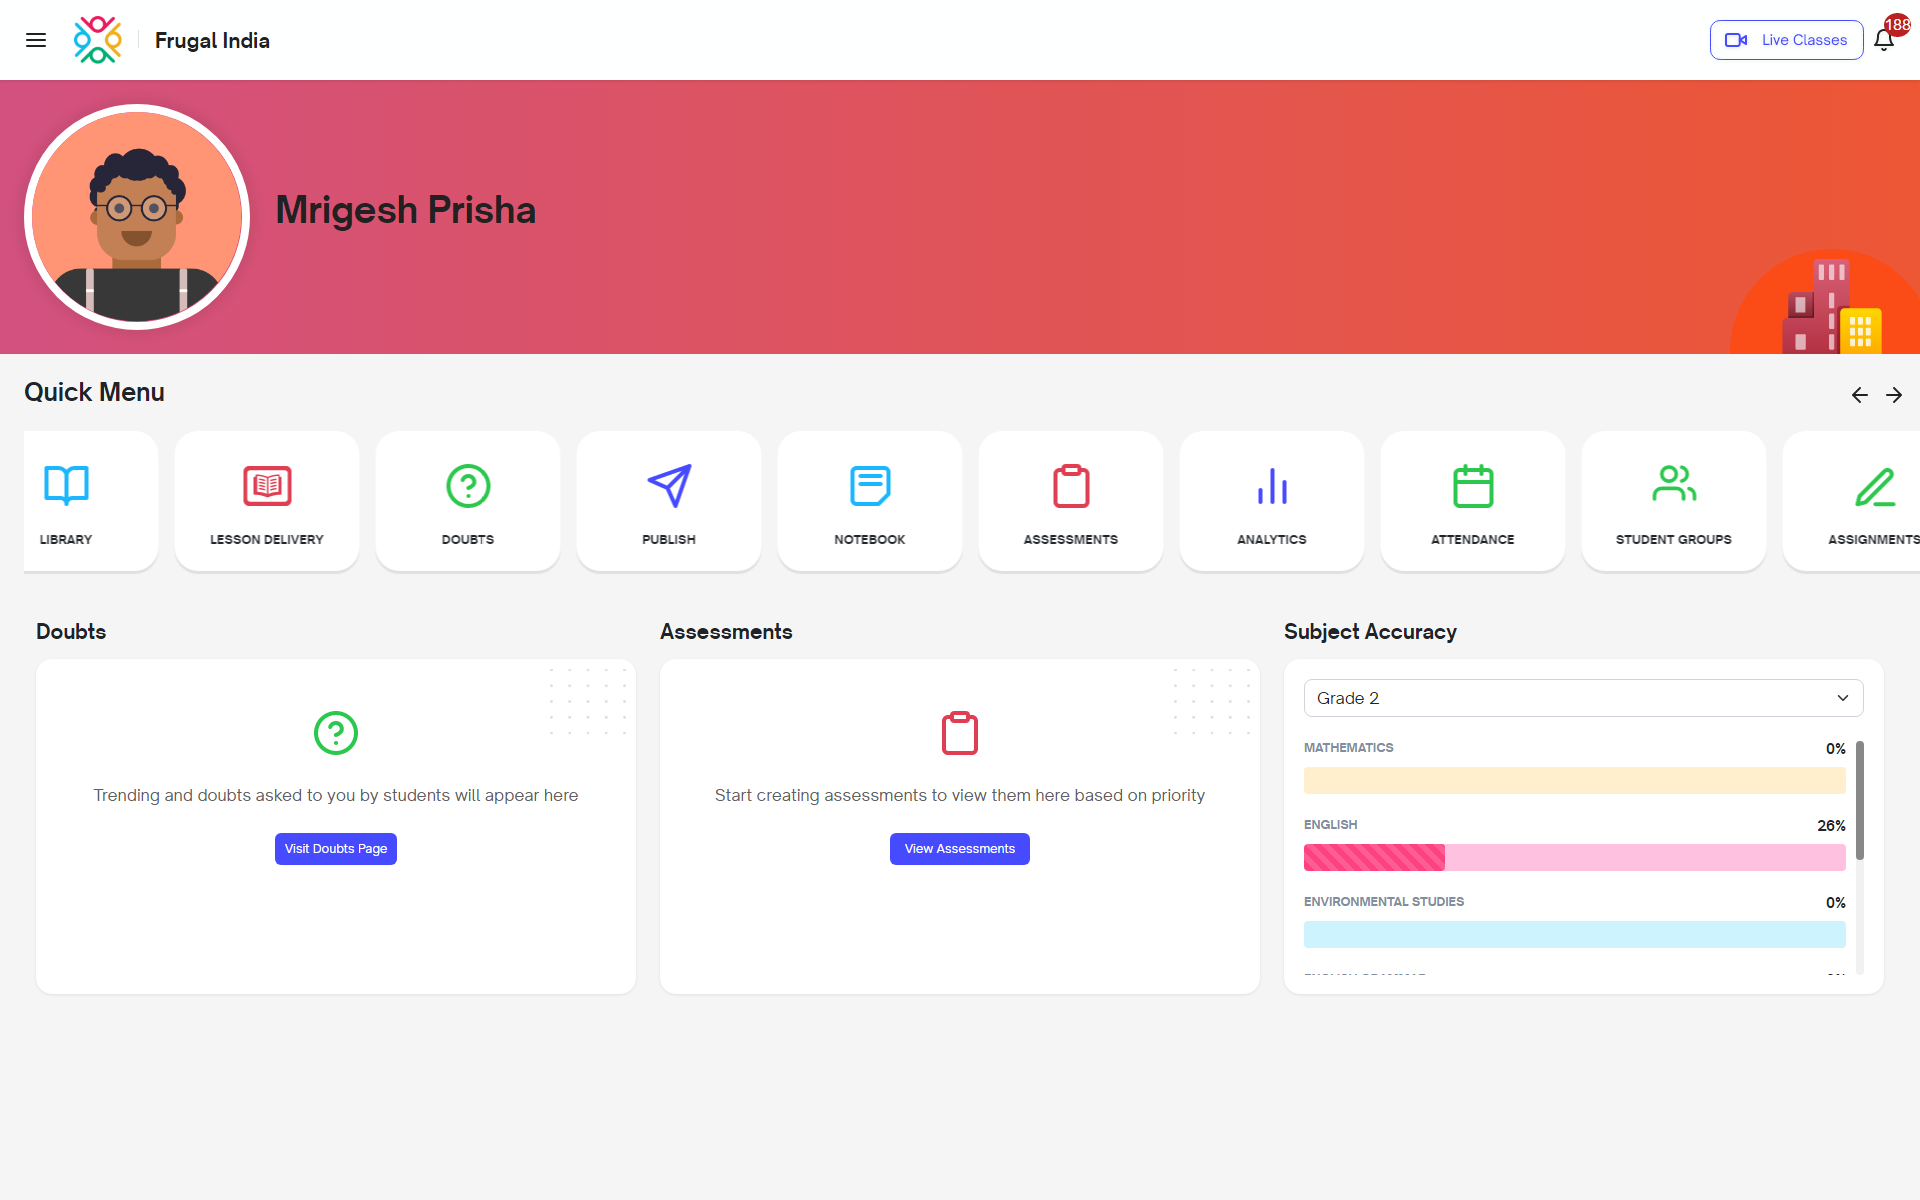 Frugal India
Live Classes
188
Mrigesh Prisha
Quick Menu
LIBRARY
LESSON DELIVERY
DOUBTS
PUBLISH
NOTEBOOK
ASSESSMENTS
ANALYTICS
ATTENDANCE
STUDENT GROUPS
ASSIGNMENTS
Doubts
Trending and doubts asked to you by students will appear here
Visit Doubts Page
Assessments
Start creating assessments to view them here based on priority
View Assessments
Subject Accuracy
Grade 2
MATHEMATICS 0%
ENGLISH 26%
ENVIRONMENTAL STUDIES 0%